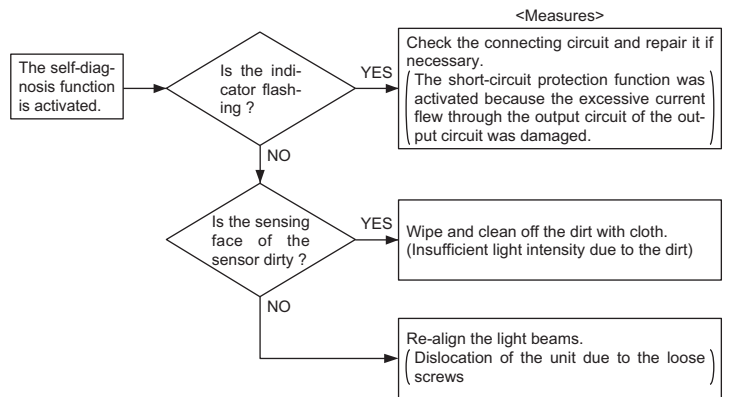 <Measures>
The self-diag-
nosis function
is activated.
Is the indi-
cator flash-
ing ?
YES
Check the connecting circuit and repair it if
necessary.
(The short-circuit protection function was
activated because the excessive current
flew through the output circuit of the out-
put circuit was damaged.)
NO
Is the sensing
face of the
sensor dirty ?
YES
Wipe and clean off the dirt with cloth.
(Insufficient light intensity due to the dirt)
NO
Re-align the light beams.
(Dislocation of the unit due to the loose
screws)